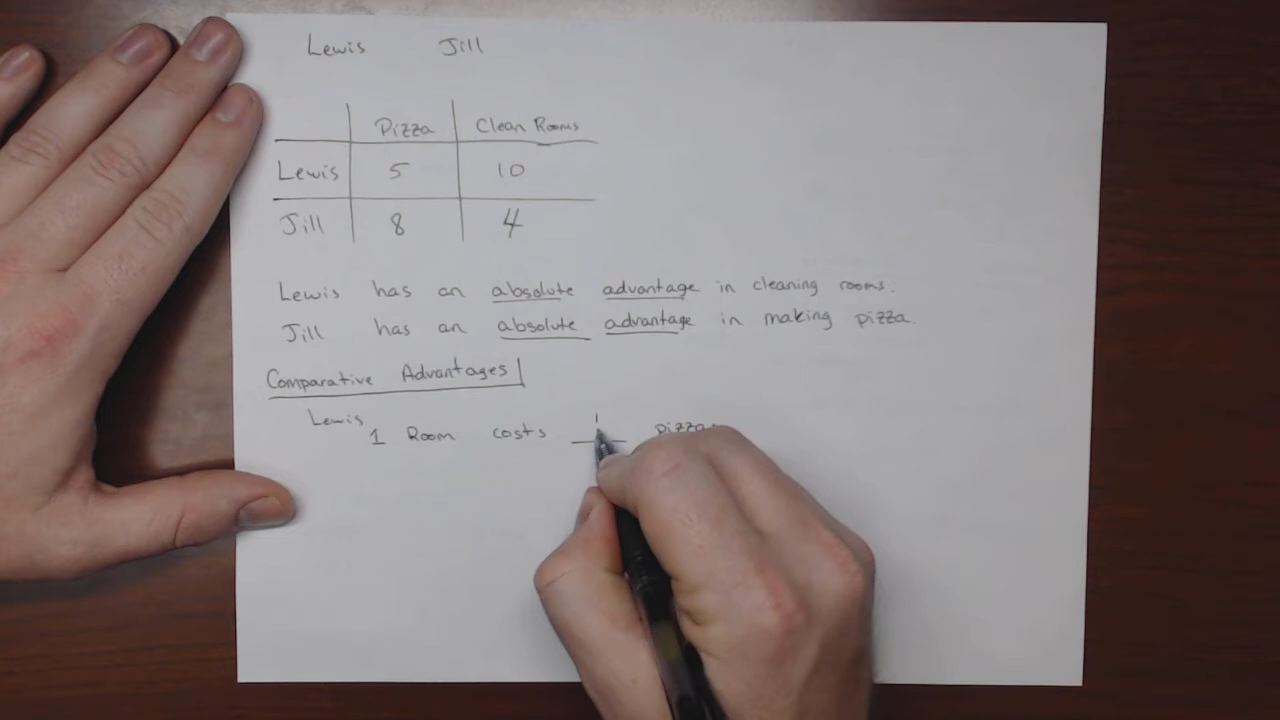 Lewis Jill
Pizza Clean Rooms
Lewis 5 10
Jill 8 4
Lewis has an absolute advantage in cleaning rooms.
Jill has an absolute advantage in making pizza.
Comparative Advantages
Lewis
1 Room costs pizza